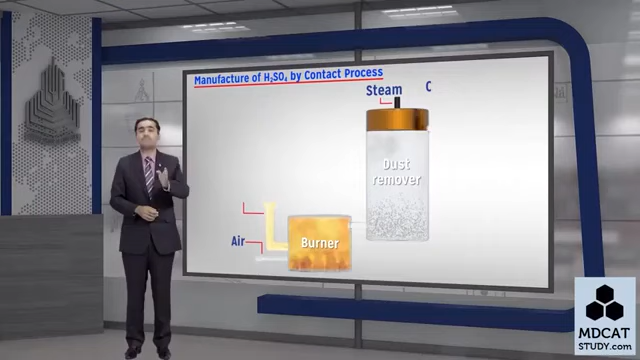 Manufacture of H₂SO₄ by Contact Process
Steam C
Dust
remover
Air
Burner
MDCAT
STUDY.com